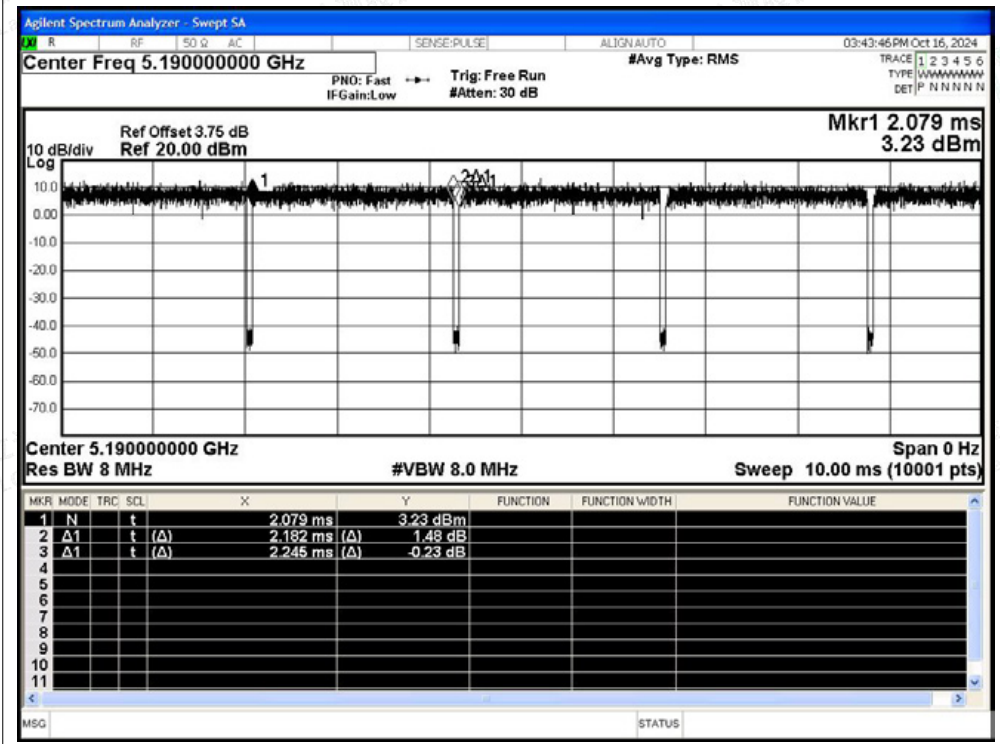 Agilent Spectrum Analyzer - Swept SA
LXI R RF 50 Ω AC SENSE:PULSE ALIGN AUTO 03:43:46 PM Oct 16, 2024
Center Freq 5.190000000 GHz #Avg Type: RMS TRACE 1 2 3 4 5 6
PNO: Fast Trig: Free Run TYPE WWWWWW
IFGain:Low #Atten: 30 dB DET P N N N N N
Mkr1 2.079 ms
Ref Offset 3.75 dB
10 dB/div Ref 20.00 dBm 3.23 dBm
Log
1 2Δ1
10.0
0.00
-10.0
-20.0
-30.0
-40.0
-50.0
-60.0
-70.0
Center 5.190000000 GHz Span 0 Hz
Res BW 8 MHz #VBW 8.0 MHz Sweep 10.00 ms (10001 pts)
MKR MODE TRC SCL X Y FUNCTION FUNCTION WIDTH FUNCTION VALUE
1 N t 2.079 ms 3.23 dBm
2 Δ1 t (Δ) 2.182 ms (Δ) 1.48 dB
3 Δ1 t (Δ) 2.245 ms (Δ) -0.23 dB
4
5
6
7
8
9
10
11
MSG STATUS